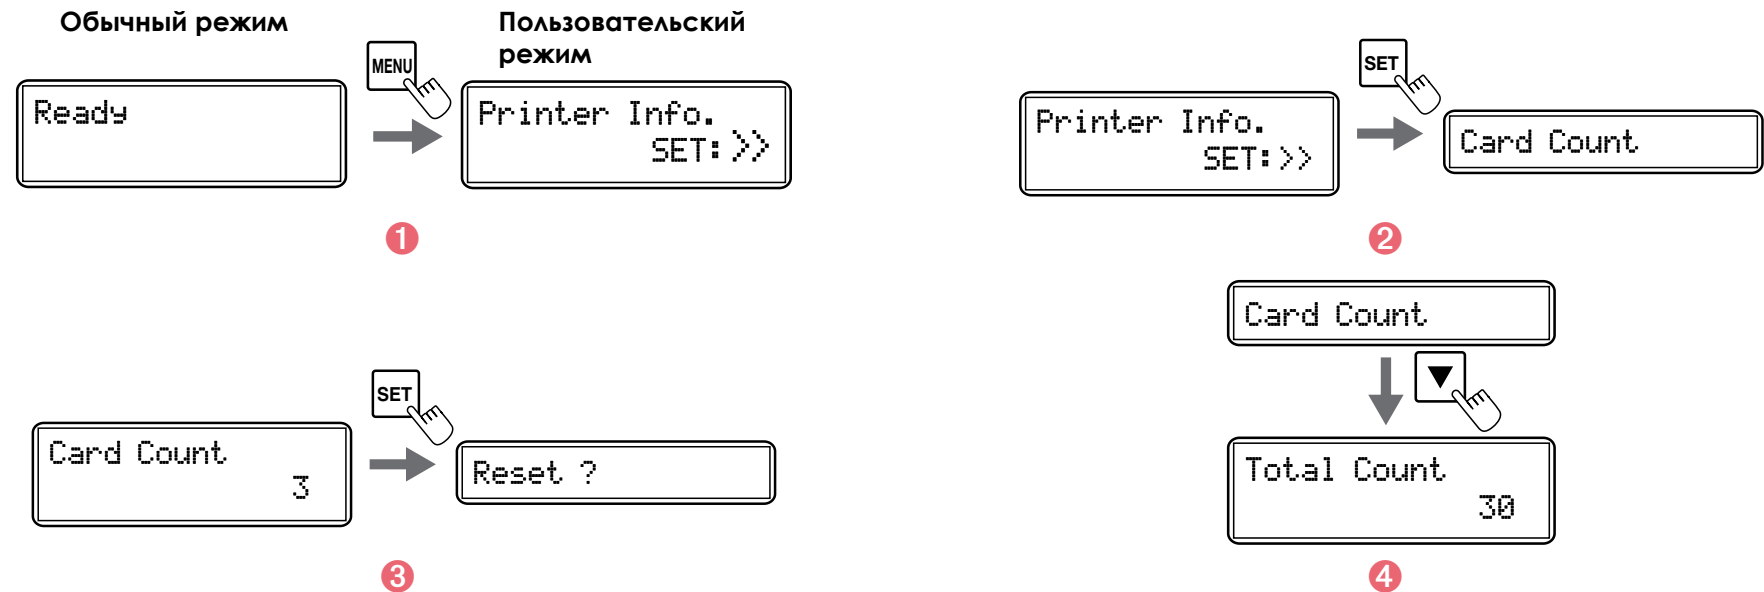 Обычный режим
Пользовательский
режим
MENU
Ready
Printer Info.
SET: >>
1
SET
Printer Info.
SET: >>
Card Count
2
SET
Card Count
3
Reset ?
3
Card Count
▼
Total Count
30
4